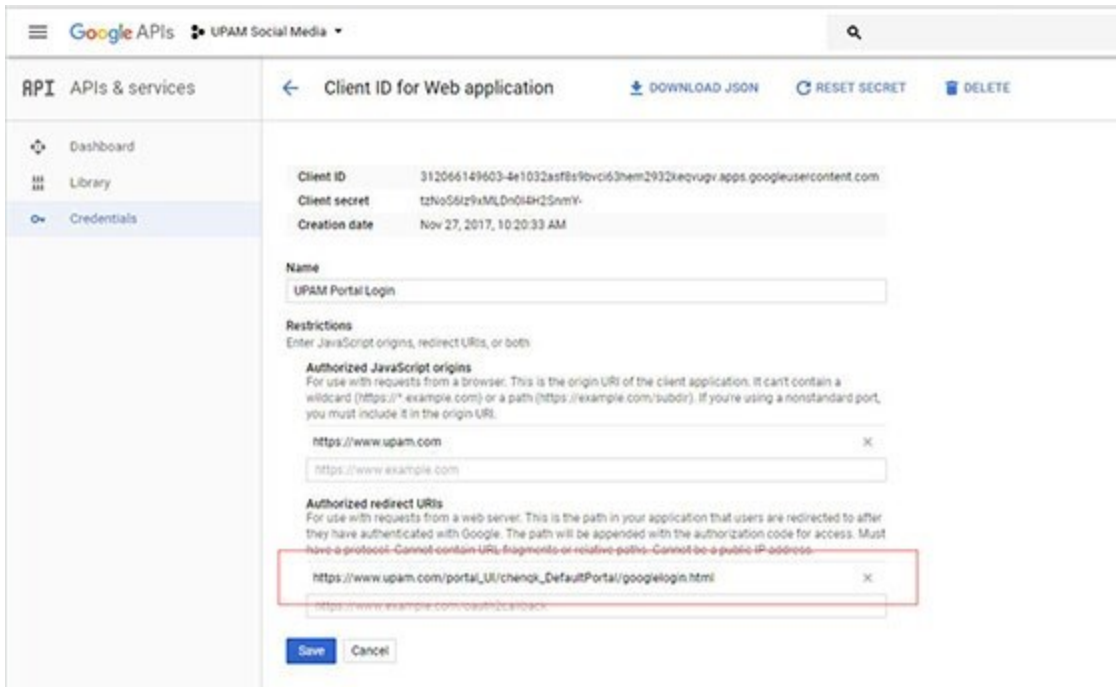 Google APIs UPAM Social Media
API APIs & services
Client ID for Web application
DOWNLOAD JSON
RESET SECRET
DELETE
Dashboard
Library
Credentials
Client ID
Client secret
Creation date Nov 27, 2017, 10:20:33 AM
Name
UPAM Portal Login
Restrictions
Enter JavaScript origins, redirect URIs, or both
Authorized JavaScript origins
For use with requests from a browser. This is the origin URI of the client application. It can't contain a
wildcard (https://*.example.com) or a path (https://example.com/subdir). If you're using a nonstandard port,
you must include it in the origin URI.
https://www.upam.com
https://www.example.com
Authorized redirect URIs
For use with requests from a web server. This is the path in your application that users are redirected to after
they have authenticated with Google. The path will be appended with the authorization code for access. Must
have a protocol. Cannot contain URL fragments or relative paths. Cannot be a public IP address.
https://www.upam.com/portal_UI/chenqk_DefaultPortal/googlelogin.html
https://www.example.com/oauth2callback
Save
Cancel